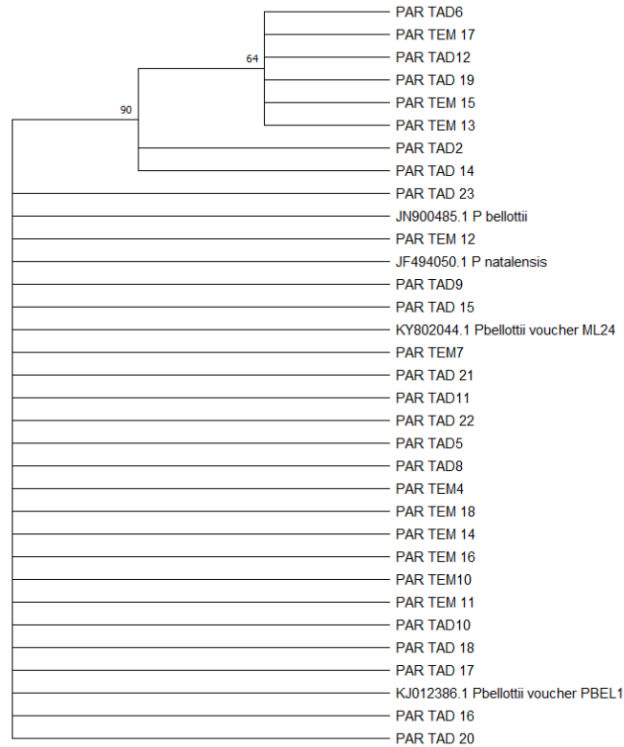 PAR TAD6
PAR TEM 17
64
PAR TAD12
PAR TAD 19
PAR TEM 15
90
PAR TEM 13
PAR TAD2
PAR TAD 14
PAR TAD 23
JN900485.1 P bellottii
PAR TEM 12
JF494050.1 P natalensis
PAR TAD9
PAR TAD 15
KY802044.1 Pbellottii voucher ML24
PAR TEM7
PAR TAD 21
PAR TAD11
PAR TAD 22
PAR TAD5
PAR TAD8
PAR TEM4
PAR TEM 18
PAR TEM 14
PAR TEM 16
PAR TEM10
PAR TEM 11
PAR TAD10
PAR TAD 18
PAR TAD 17
KJ012386.1 Pbellottii voucher PBEL1
PAR TAD 16
PAR TAD 20